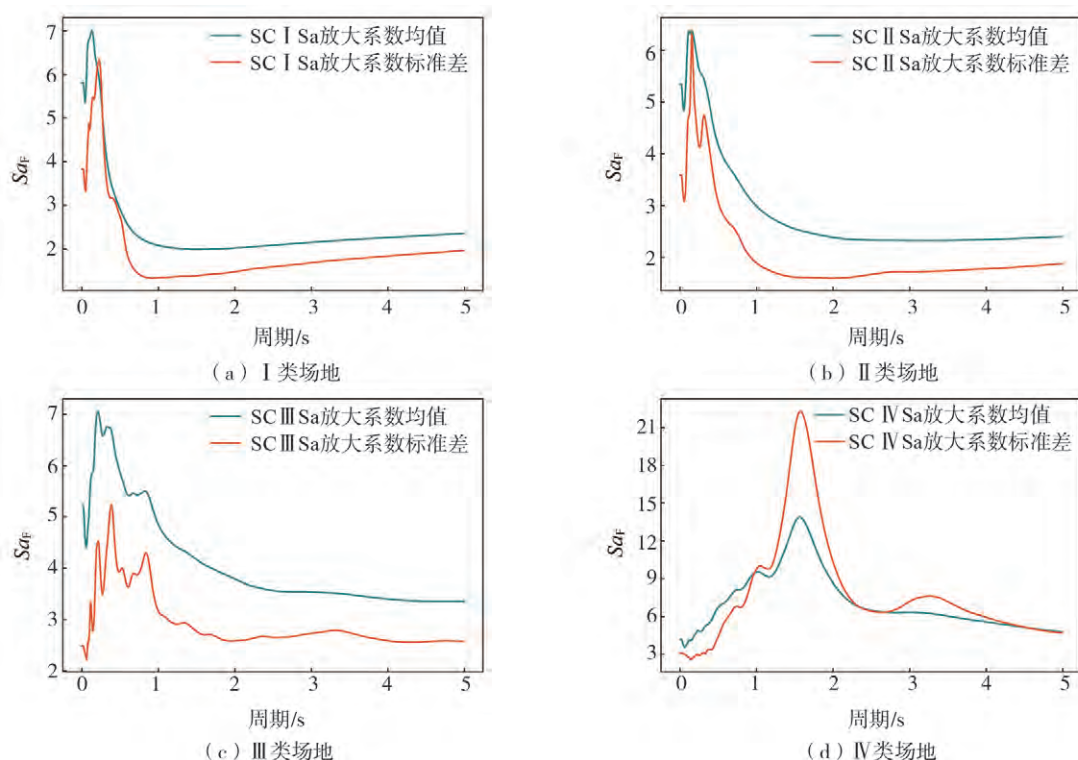 7
6
5
4
3
2
Sa_F
SC Ⅰ Sa放大系数均值
SC Ⅰ Sa放大系数标准差
0 1 2 3 4 5
周期/s
（a）Ⅰ类场地
6
5
4
3
2
Sa_F
SC Ⅱ Sa放大系数均值
SC Ⅱ Sa放大系数标准差
0 1 2 3 4 5
周期/s
（b）Ⅱ类场地
7
6
5
4
3
2
Sa_F
SC Ⅲ Sa放大系数均值
SC Ⅲ Sa放大系数标准差
0 1 2 3 4 5
周期/s
（c）Ⅲ类场地
21
18
15
12
9
6
3
Sa_F
SC Ⅳ Sa放大系数均值
SC Ⅳ Sa放大系数标准差
0 1 2 3 4 5
周期/s
（d）Ⅳ类场地